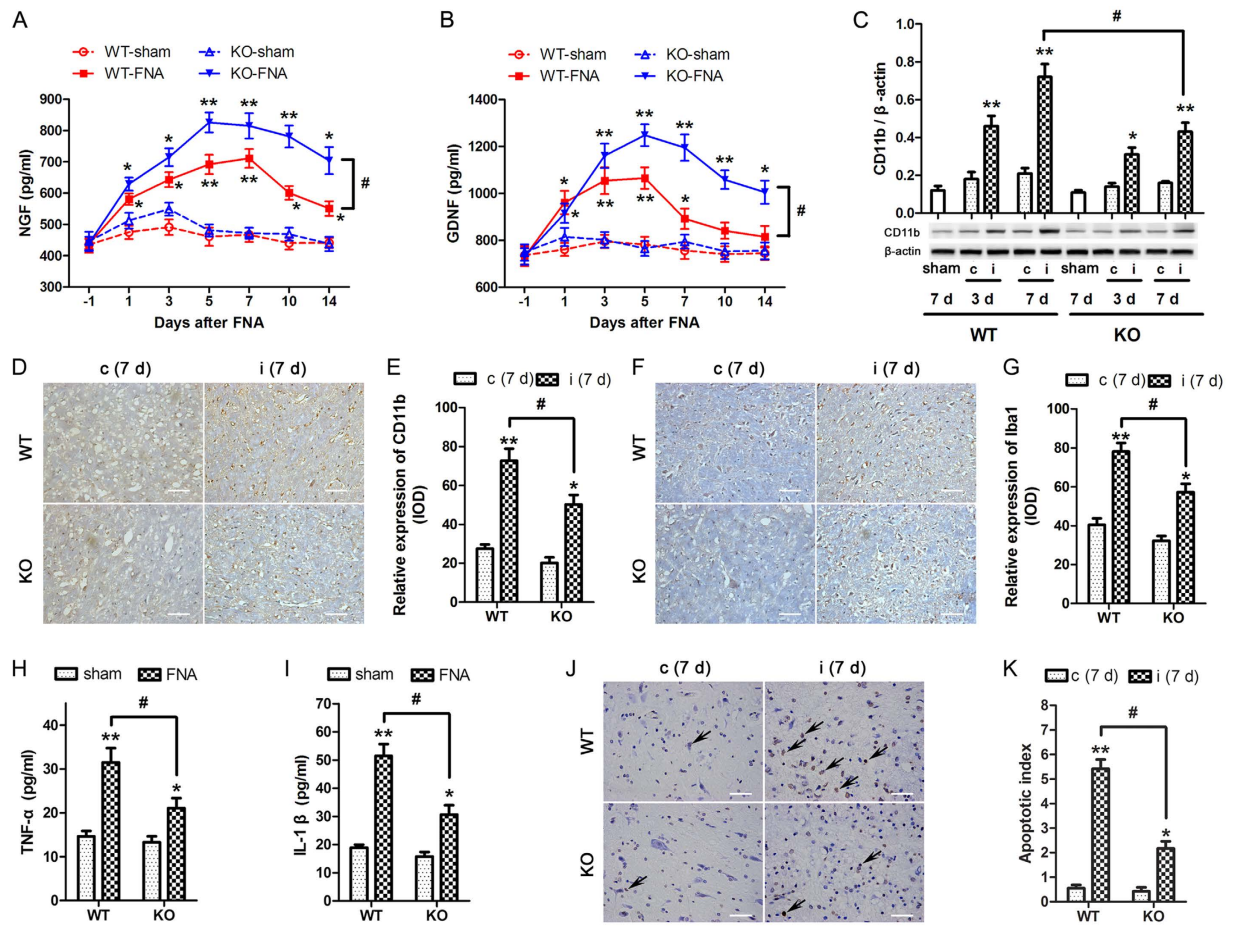 A
WT-sham
KO-sham
WT-FNA
KO-FNA
NGF (pg/ml)
900
800
700
600
500
400
300
* * ** ** ** *
* * ** ** * *
#
-1 1 3 5 7 10 14
Days after FNA
B
WT-sham
KO-sham
WT-FNA
KO-FNA
GDNF (pg/ml)
1400
1200
1000
800
600
* ** ** ** ** *
* ** ** *
#
-1 1 3 5 7 10 14
Days after FNA
C
CD11b / β -actin
1.0
0.8
0.6
0.4
0.2
0.0
** ** * **
#
CD11b
β-actin
sham c i c i sham c i c i
7 d 3 d 7 d 7 d 3 d 7 d
WT KO
D
c (7 d) i (7 d)
WT
KO
E
c (7 d) i (7 d)
Relative expression of CD11b
(IOD)
100
80
60
40
20
0
** *
#
WT KO
F
c (7 d) i (7 d)
WT
KO
G
c (7 d) i (7 d)
Relative expression of Iba1
(IOD)
100
80
60
40
20
0
** *
#
WT KO
H
sham FNA
TNF-α (pg/ml)
40
30
20
10
0
** *
#
WT KO
I
sham FNA
IL-1 β (pg/ml)
70
60
50
40
30
20
10
0
** *
#
WT KO
J
c (7 d) i (7 d)
WT
KO
K
c (7 d) i (7 d)
Apoptotic index
8
7
6
5
4
3
2
1
0
** *
#
WT KO